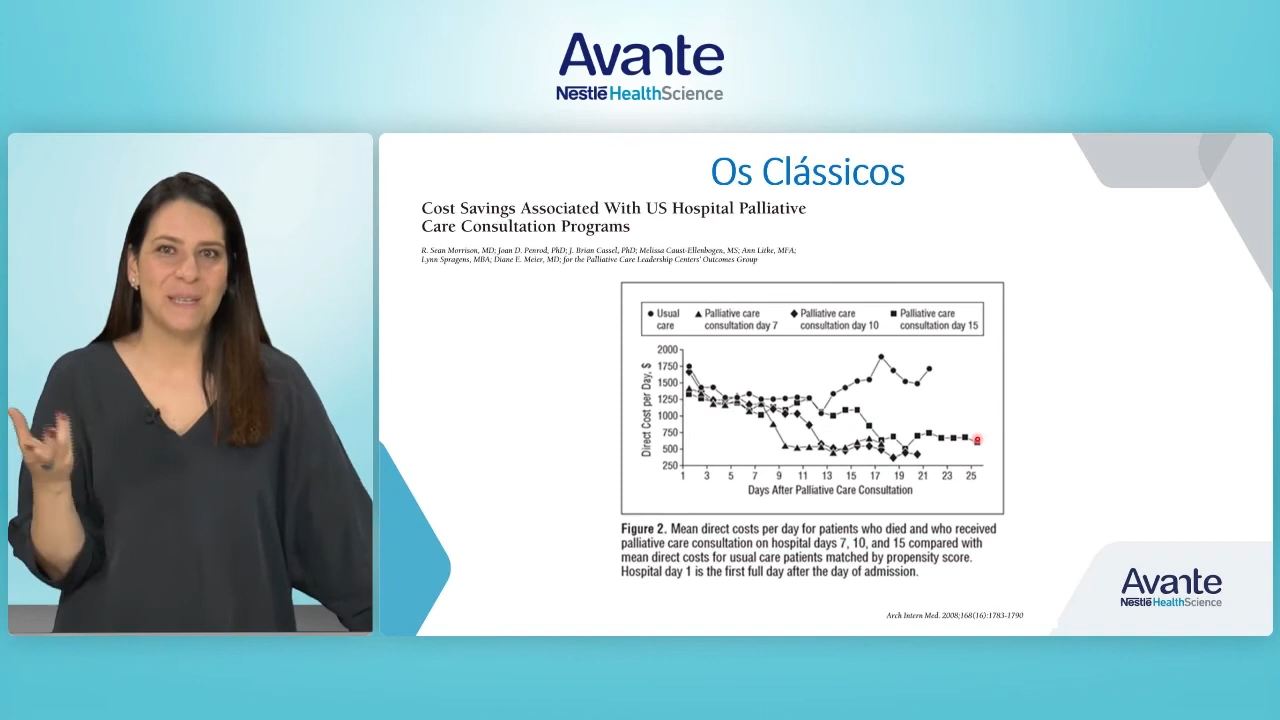 Avante
Nestlé HealthScience
Os Clássicos
Cost Savings Associated With US Hospital Palliative
Care Consultation Programs
R. Sean Morrison, MD; Joan D. Penrod, PhD; J. Brian Cassel, PhD; Melissa Caust-Ellenbogen, MS; Ann Litke, MFA;
Lynn Spragens, MBA; Diane E. Meier, MD; for the Palliative Care Leadership Centers' Outcomes Group
Usual
care
Palliative care
consultation day 7
Palliative care
consultation day 10
Palliative care
consultation day 15
Direct Cost per Day, $
2000
1750
1500
1250
1000
750
500
250
1 3 5 7 9 11 13 15 17 19 21 23 25
Days After Palliative Care Consultation
Figure 2. Mean direct costs per day for patients who died and who received
palliative care consultation on hospital days 7, 10, and 15 compared with
mean direct costs for usual care patients matched by propensity score.
Hospital day 1 is the first full day after the day of admission.
Arch Intern Med. 2008;168(16):1783-1790
Avante
Nestlé HealthScience